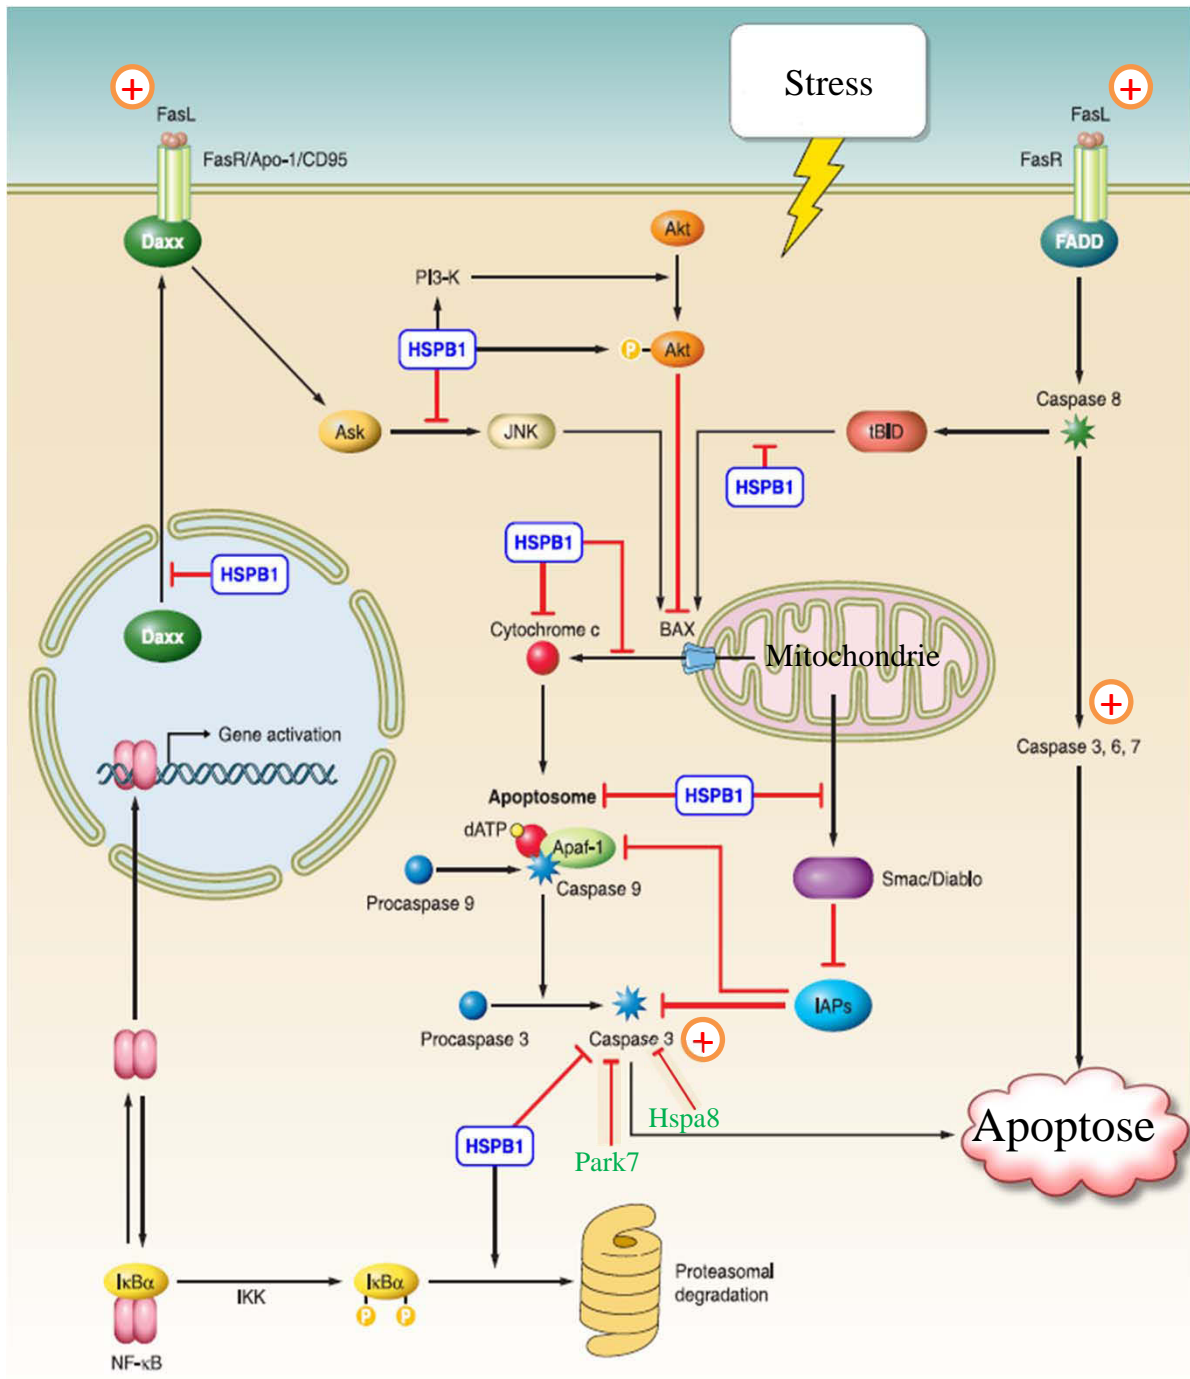 Stress
+
+
FasL
FasL
FasR/Apo-1/CD95
FasR
Daxx
Akt
FADD
PI3-K
HSPB1
P
Akt
Caspase 8
Ask
JNK
tBID
HSPB1
HSPB1
HSPB1
Daxx
Cytochrome c
BAX
Mitochondrie
+
Gene activation
Caspase 3, 6, 7
Apoptosome
HSPB1
dATP
Apaf-1
Caspase 9
Procaspase 9
Smac/Diablo
IAPs
Procaspase 3
Caspase 3
+
Hspa8
Apoptose
HSPB1
Park7
IκBα
IKK
IκBα
P
P
Proteasomal
degradation
NF-κB